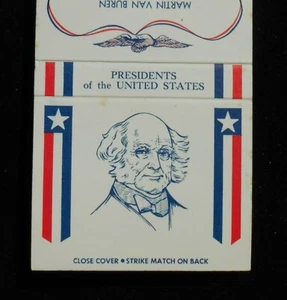 MARTIN VAN BUREN
PRESIDENTS
of the UNITED STATES
CLOSE COVER • STRIKE MATCH ON BACK